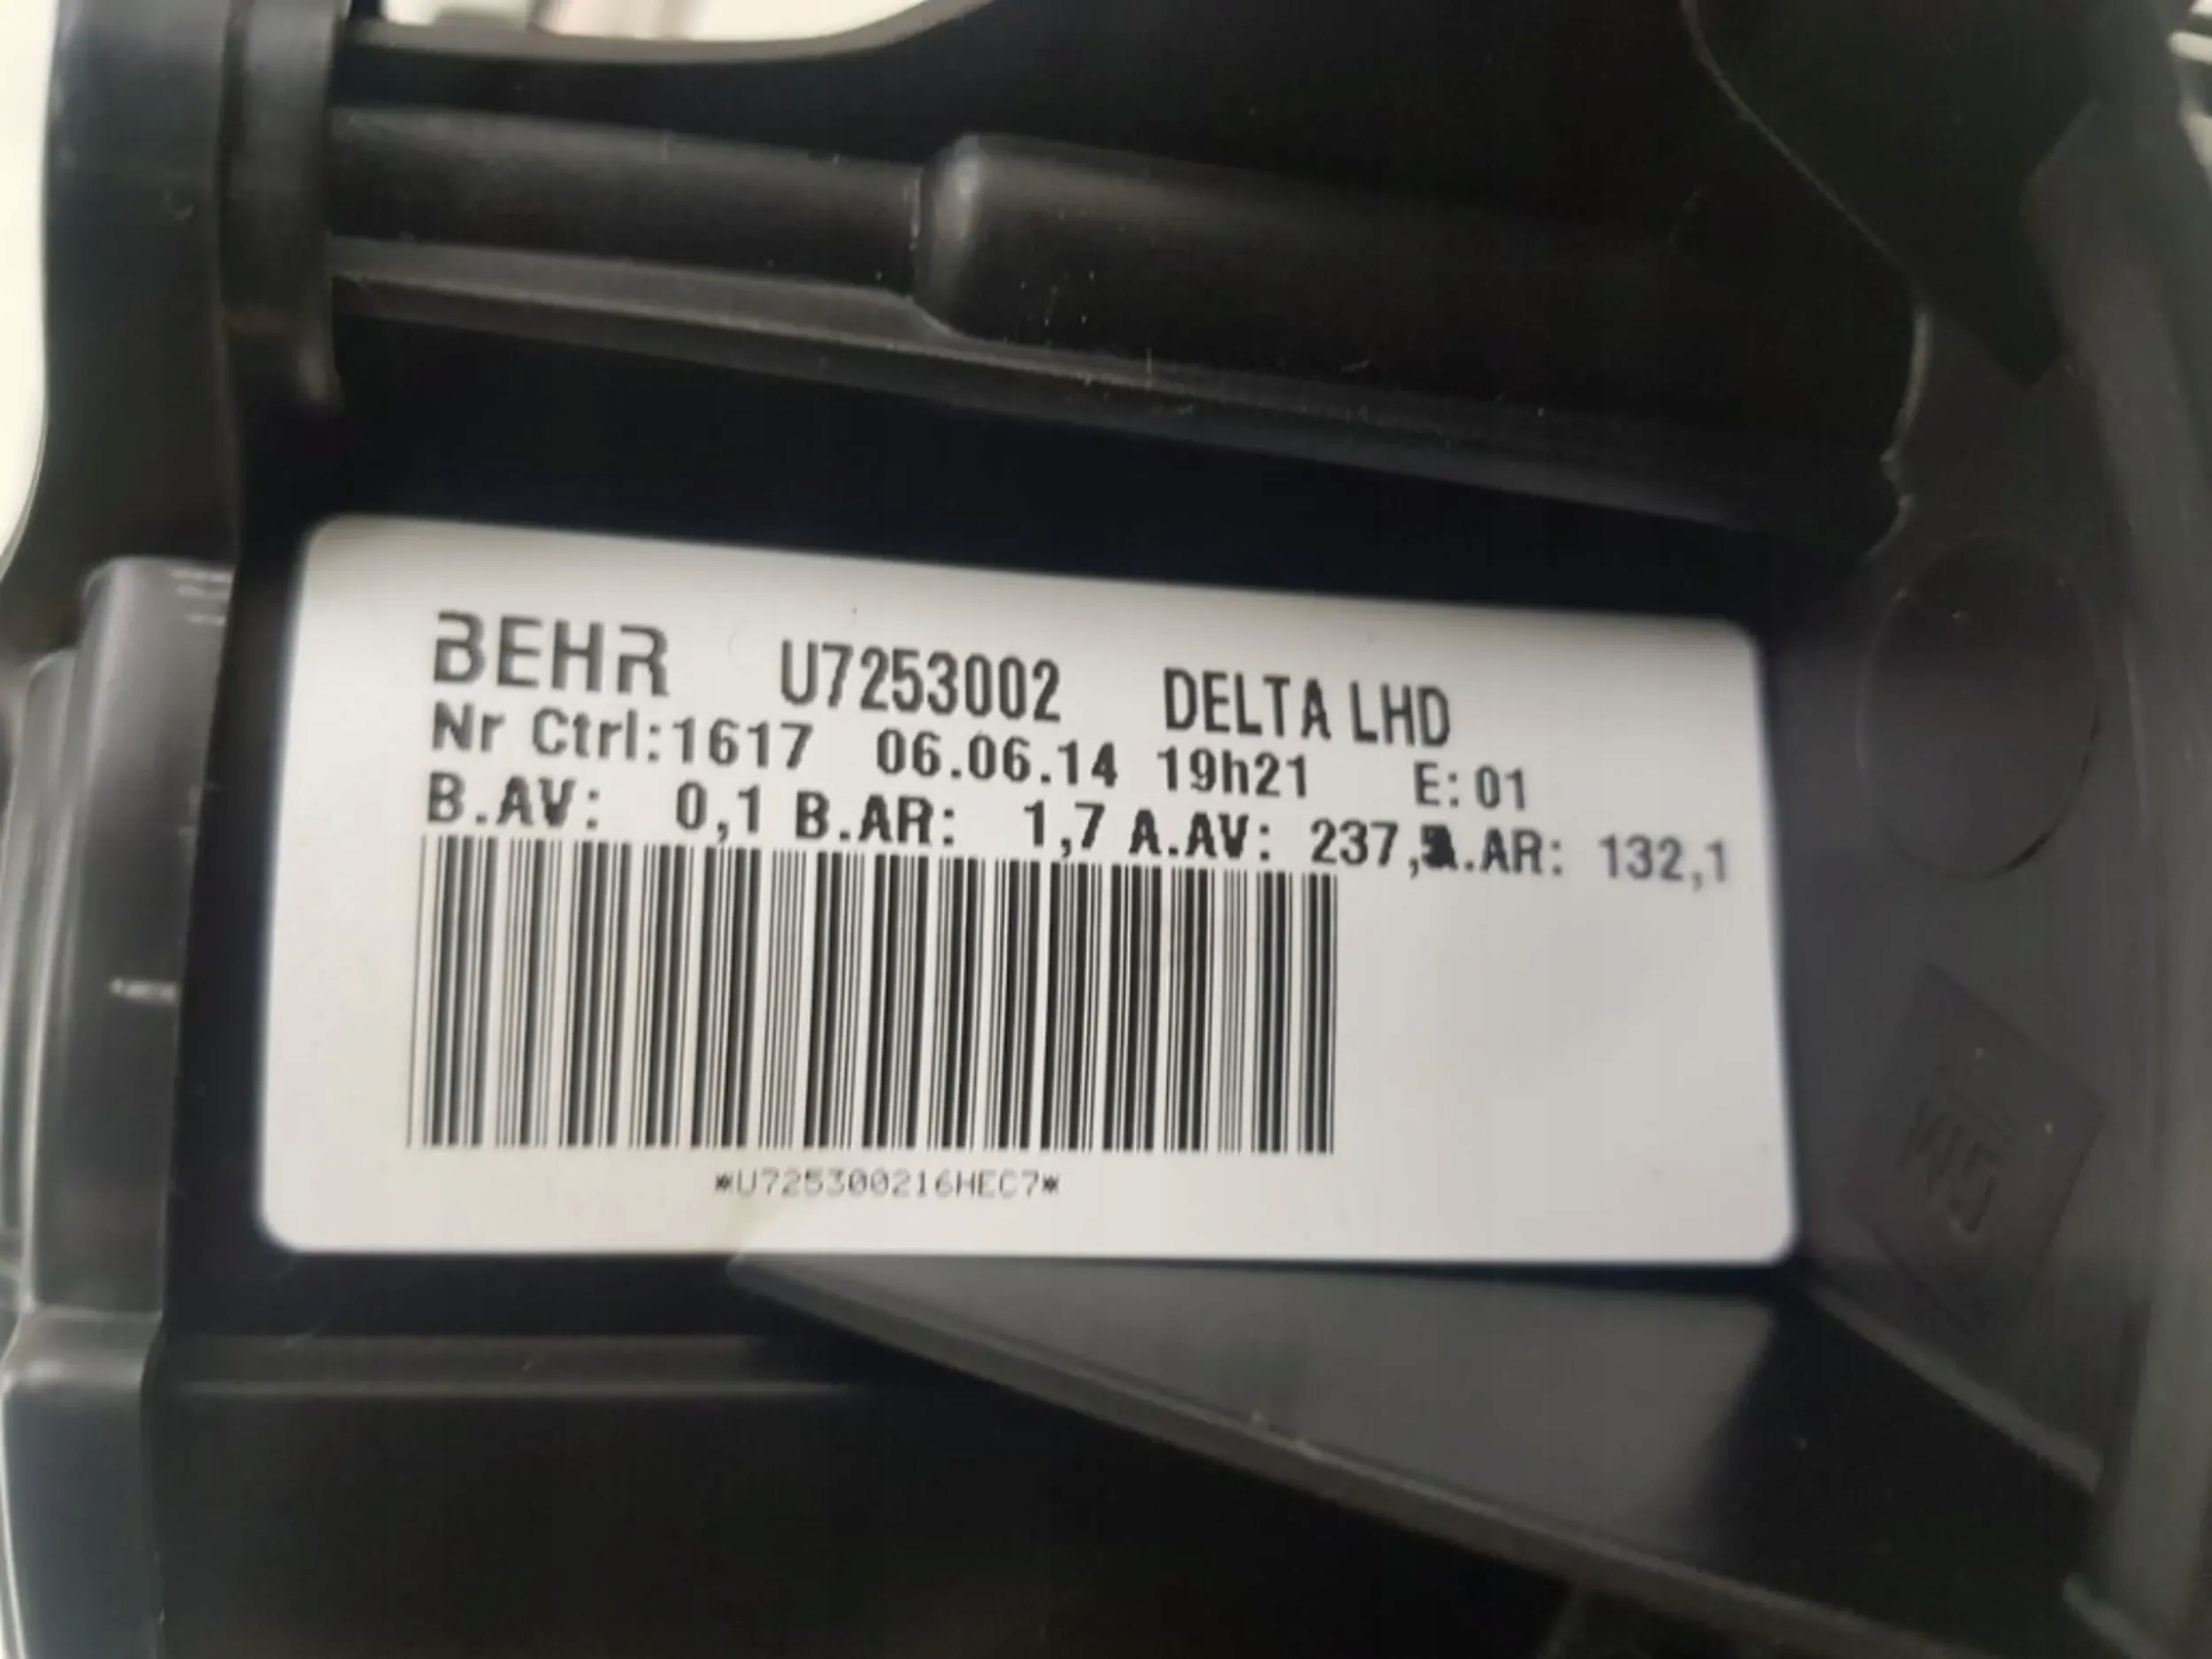 BEHR U7253002 DELTA LHD
Nr Ctrl:1617 06.06.14 19h21 E:01
B.AV: 0,1 B.AR: 1,7 A.AV: 237, .AR: 132,1
*U725300216HEC7*